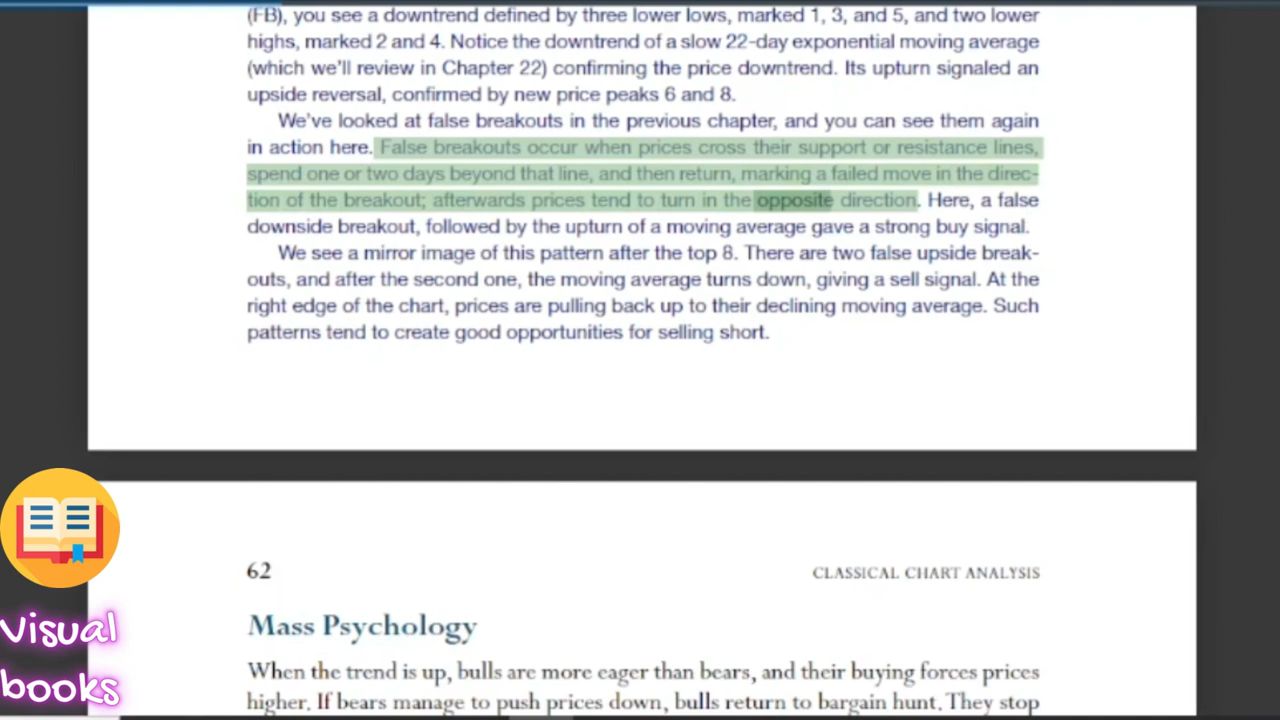 (FB), you see a downtrend defined by three lower lows, marked 1, 3, and 5, and two lower
highs, marked 2 and 4. Notice the downtrend of a slow 22-day exponential moving average
(which we'll review in Chapter 22) confirming the price downtrend. Its upturn signaled an
upside reversal, confirmed by new price peaks 6 and 8.
We've looked at false breakouts in the previous chapter, and you can see them again
in action here. False breakouts occur when prices cross their support or resistance lines,
spend one or two days beyond that line, and then return, marking a failed move in the direc-
tion of the breakout; afterwards prices tend to turn in the opposite direction. Here, a false
downside breakout, followed by the upturn of a moving average gave a strong buy signal.
We see a mirror image of this pattern after the top 8. There are two false upside break-
outs, and after the second one, the moving average turns down, giving a sell signal. At the
right edge of the chart, prices are pulling back up to their declining moving average. Such
patterns tend to create good opportunities for selling short.
62 CLASSICAL CHART ANALYSIS
Mass Psychology
When the trend is up, bulls are more eager than bears, and their buying forces prices
higher. If bears manage to push prices down, bulls return to bargain hunt. They stop
Visual
books